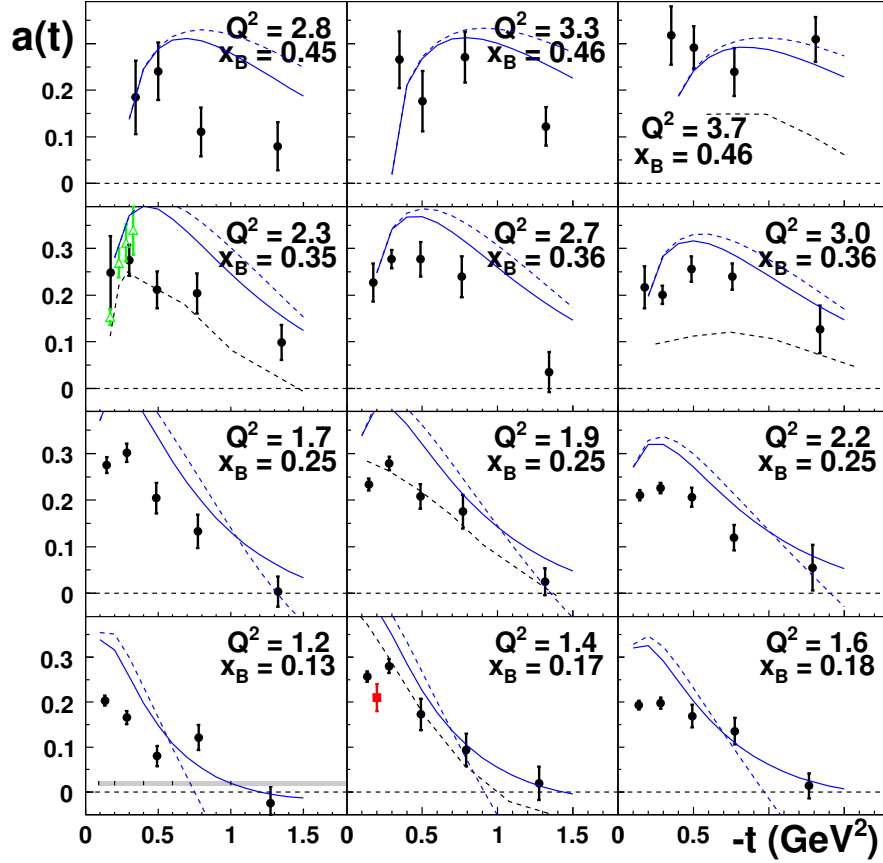 a(t)
Q² = 2.8
x_B = 0.45
Q² = 3.3
x_B = 0.46
Q² = 3.7
x_B = 0.46
0.3
0.2
0.1
0
Q² = 2.3
x_B = 0.35
Q² = 2.7
x_B = 0.36
Q² = 3.0
x_B = 0.36
0.3
0.2
0.1
0
Q² = 1.7
x_B = 0.25
Q² = 1.9
x_B = 0.25
Q² = 2.2
x_B = 0.25
0.3
0.2
0.1
0
Q² = 1.2
x_B = 0.13
Q² = 1.4
x_B = 0.17
Q² = 1.6
x_B = 0.18
0.3
0.2
0.1
0
0 0.5 1 1.5 0.5 1 1.5 0.5 1 1.5
-t (GeV²)